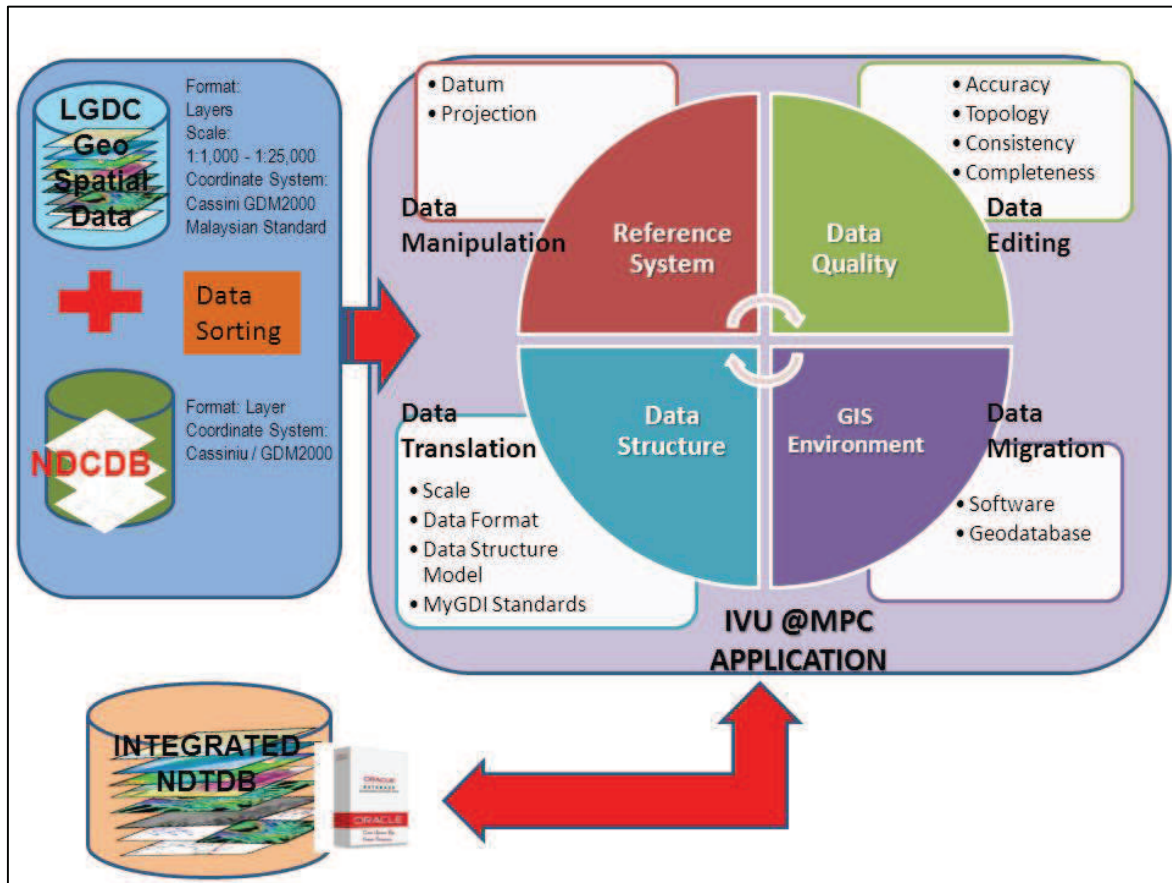 LGDC
Geo
Spatial
Data
Format:
Layers
Scale:
1:1,000 - 1:25,000
Coordinate System:
Cassini GDM2000
Malaysian Standard
Data
Sorting
NDCDB
Format: Layer
Coordinate System:
Cassiniu / GDM2000
• Datum
• Projection
Data
Manipulation
Reference
System
• Accuracy
• Topology
• Consistency
• Completeness
Data
Editing
Data
Quality
Data
Translation
• Scale
• Data Format
• Data Structure
Model
• MyGDI Standards
Data
Structure
GIS
Environment
Data
Migration
• Software
• Geodatabase
IVU @MPC
APPLICATION
INTEGRATED
NDTDB
ORACLE
DATABASE
ORACLE